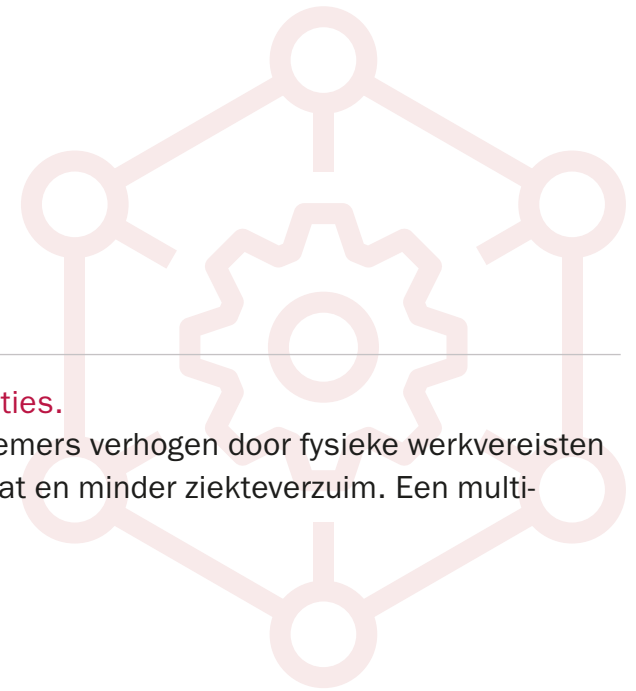 ties.
emers verhogen door fysieke werkvereisten
at en minder ziekteverzuim. Een multi-